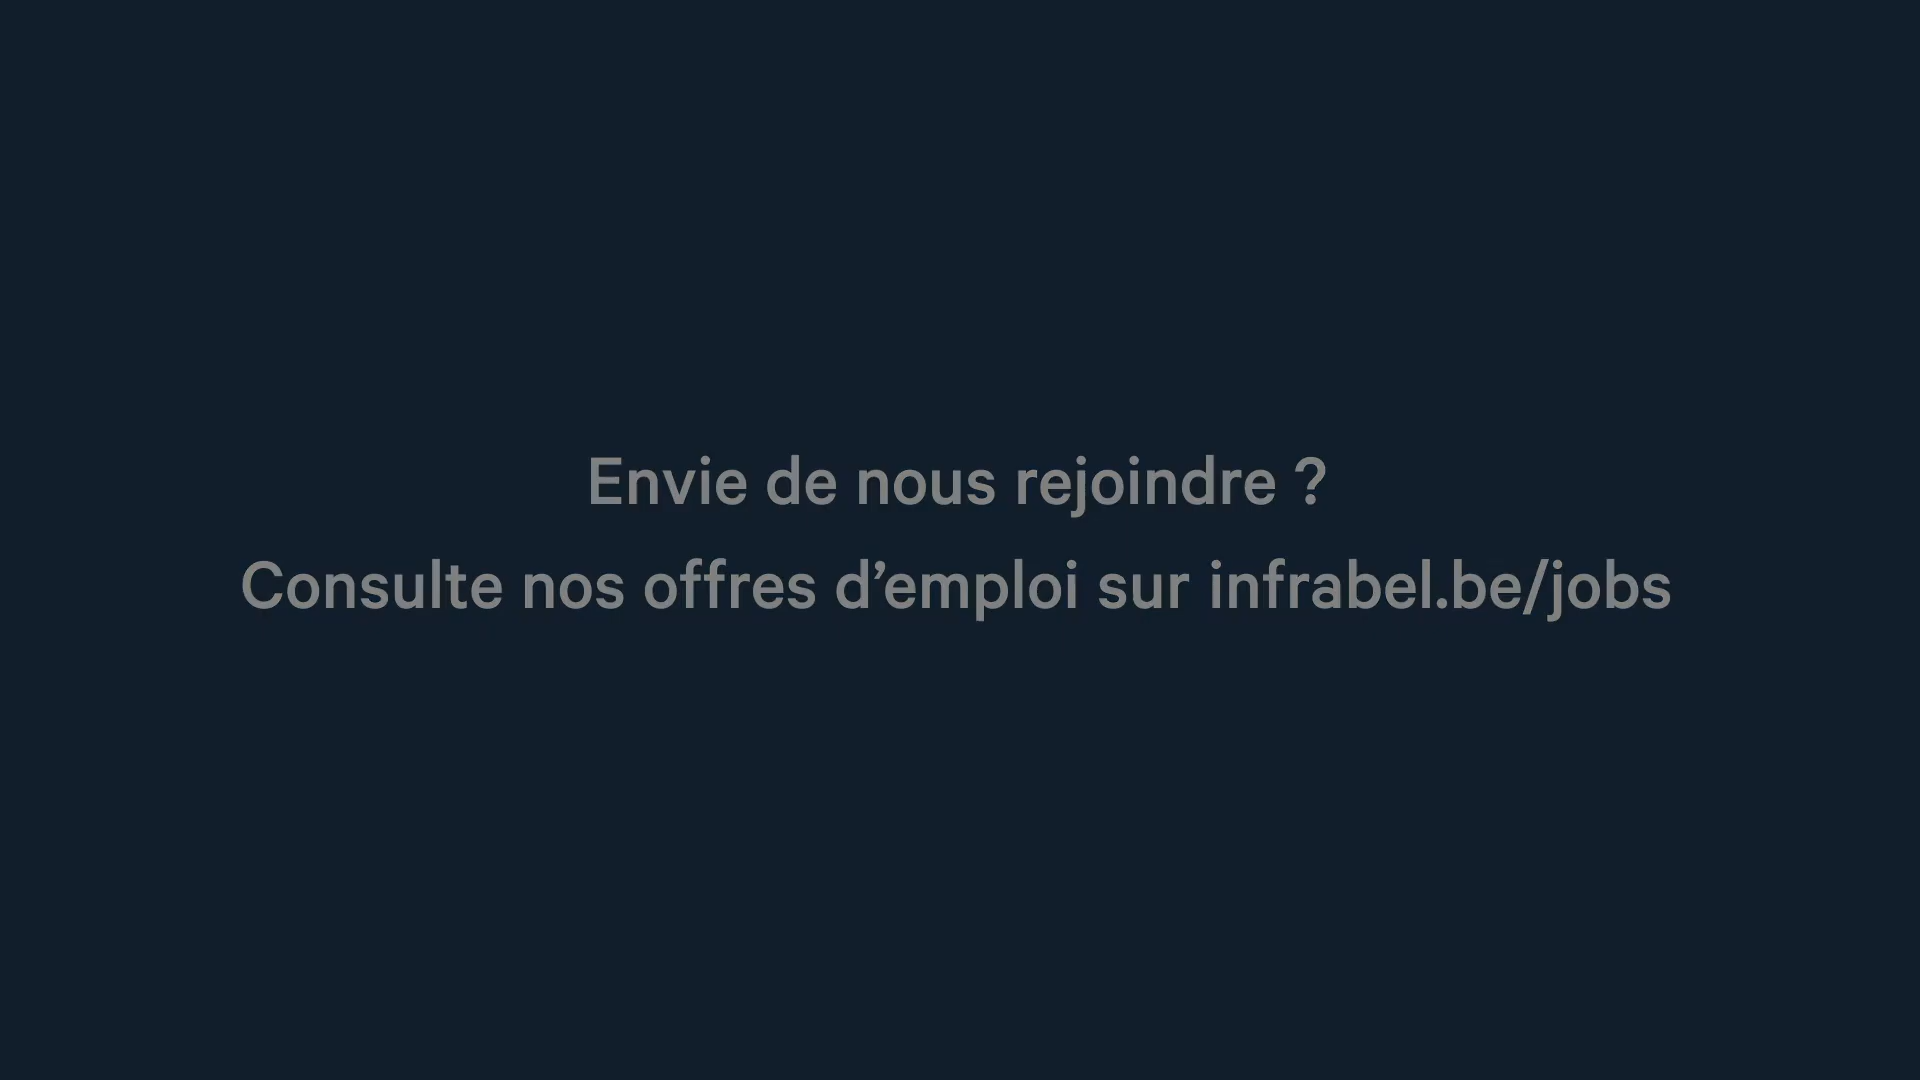 Envie de nous rejoindre ?
Consulte nos offres d’emploi sur infrabel.be/jobs